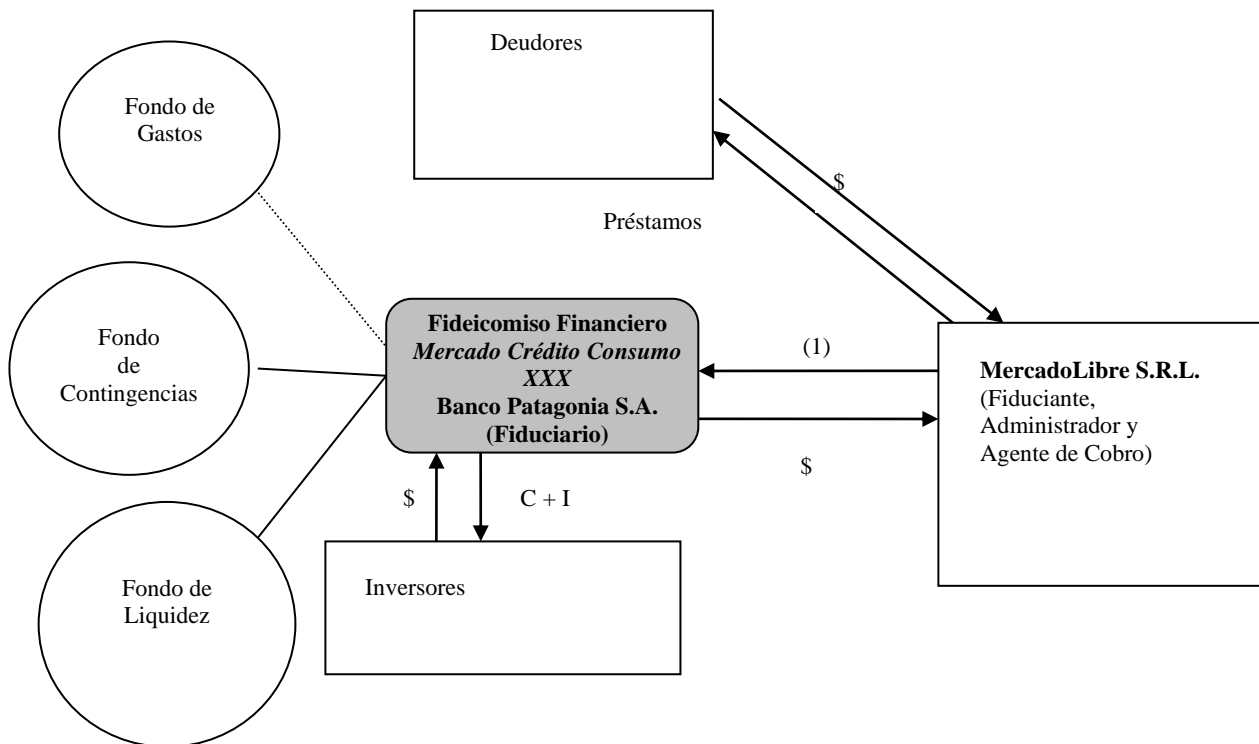 Deudores
Fondo de
Gastos
$
Préstamos
Fideicomiso Financiero
Mercado Crédito Consumo
XXX
Banco Patagonia S.A.
(Fiduciario)
(1)
MercadoLibre S.R.L.
(Fiduciante,
Administrador y
Agente de Cobro)
$
Fondo
de
Contingencias
$
C + I
Inversores
Fondo de
Liquidez